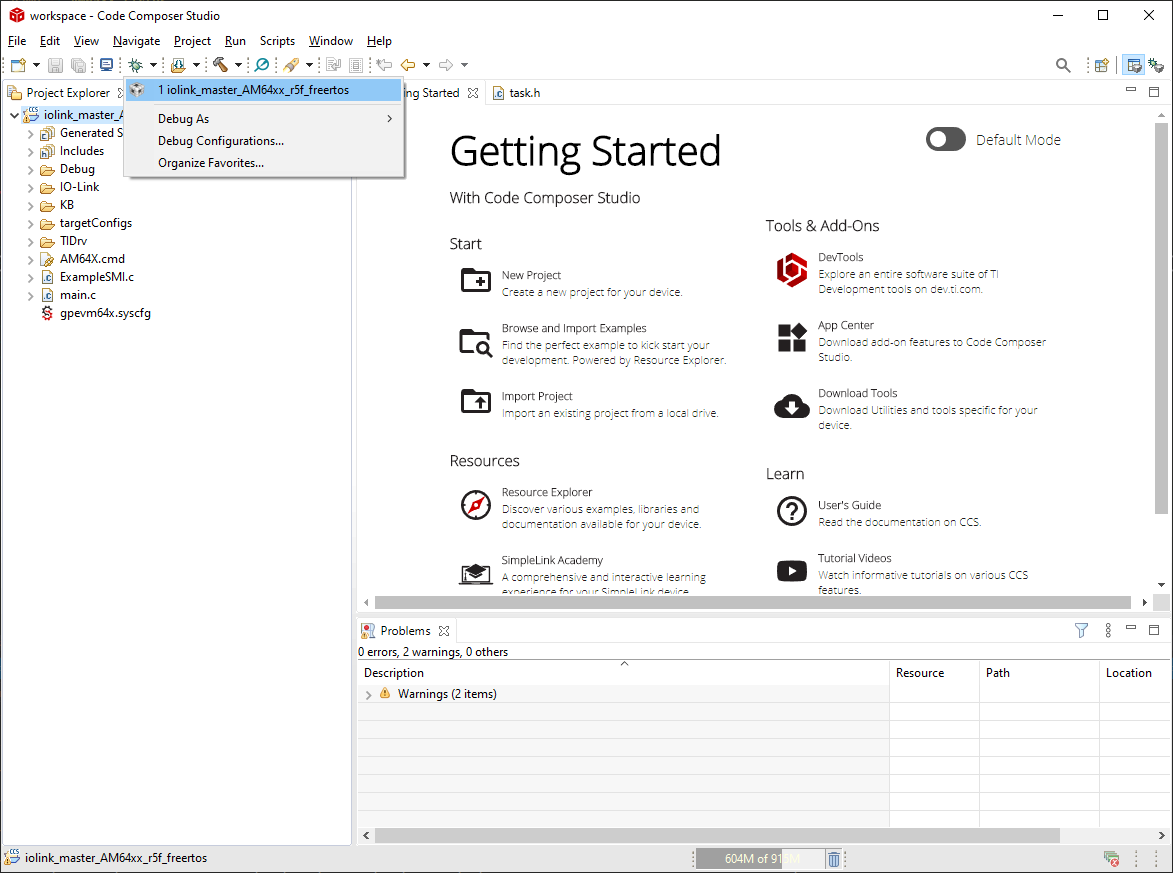 workspace - Code Composer Studio
File Edit View Navigate Project Run Scripts Window Help
Project Explorer
iolink_master_A
Generated S
Includes
Debug
IO-Link
KB
targetConfigs
TIDrv
AM64X.cmd
ExampleSMI.c
main.c
gpevm64x.syscfg
1 iolink_master_AM64xx_r5f_freertos
Debug As
Debug Configurations...
Organize Favorites...
ng Started
task.h
Getting Started
Default Mode
With Code Composer Studio
Start
New Project
Create a new project for your device.
Browse and Import Examples
Find the perfect example to kick start your
development. Powered by Resource Explorer.
Import Project
Import an existing project from a local drive.
Resources
Resource Explorer
Discover various examples, libraries and
documentation available for your device.
SimpleLink Academy
A comprehensive and interactive learning
experience for your SimpleLink device
Tools & Add-Ons
DevTools
Explore an entire software suite of TI
Development tools on dev.ti.com.
App Center
Download add-on features to Code Composer
Studio.
Download Tools
Download Utilities and tools specific for your
device.
Learn
User's Guide
Read the documentation on CCS.
Tutorial Videos
Watch informative tutorials on various CCS
features.
Problems
0 errors, 2 warnings, 0 others
Description Resource Path Location
Warnings (2 items)
iolink_master_AM64xx_r5f_freertos
604M of